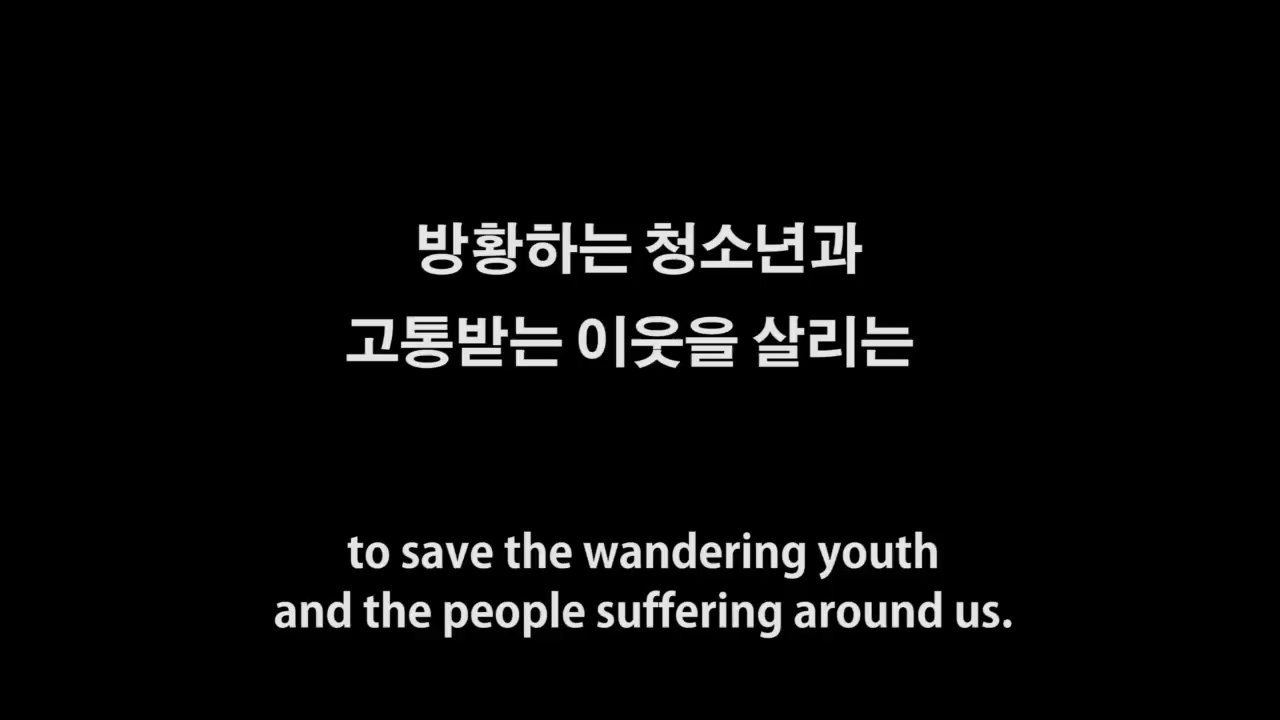 방황하는 청소년과
고통받는 이웃을 살리는
to save the wandering youth
and the people suffering around us.